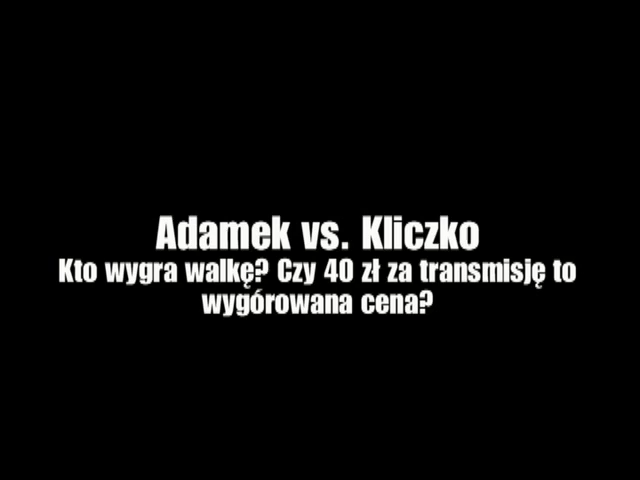 Adamek vs. Kliczko
Kto wygra walkę? Czy 40 zł za transmisję to
wygórowana cena?